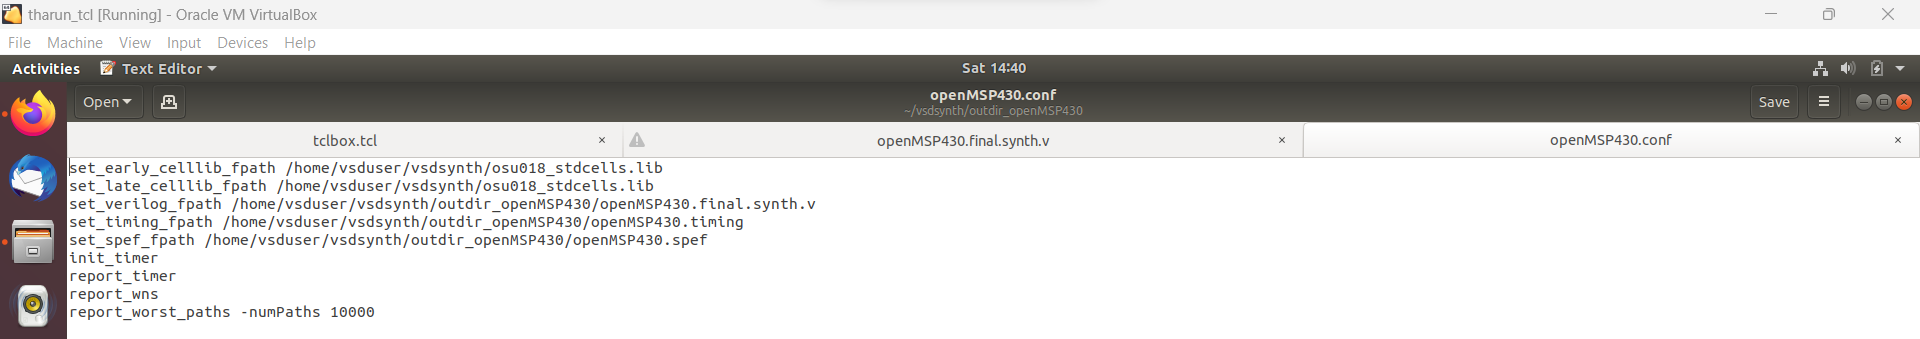 tharun_tcl [Running] - Oracle VM VirtualBox
File Machine View Input Devices Help
Activities Text Editor Sat 14:40
Open openMSP430.conf Save
~/vsdsynth/outdir_openMSP430
tclbox.tcl × openMSP430.final.synth.v × openMSP430.conf ×
set_early_celllib_fpath /home/vsduser/vsdsynth/osu018_stdcells.lib
set_late_celllib_fpath /home/vsduser/vsdsynth/osu018_stdcells.lib
set_verilog_fpath /home/vsduser/vsdsynth/outdir_openMSP430/openMSP430.final.synth.v
set_timing_fpath /home/vsduser/vsdsynth/outdir_openMSP430/openMSP430.timing
set_spef_fpath /home/vsduser/vsdsynth/outdir_openMSP430/openMSP430.spef
init_timer
report_timer
report_wns
report_worst_paths -numPaths 10000